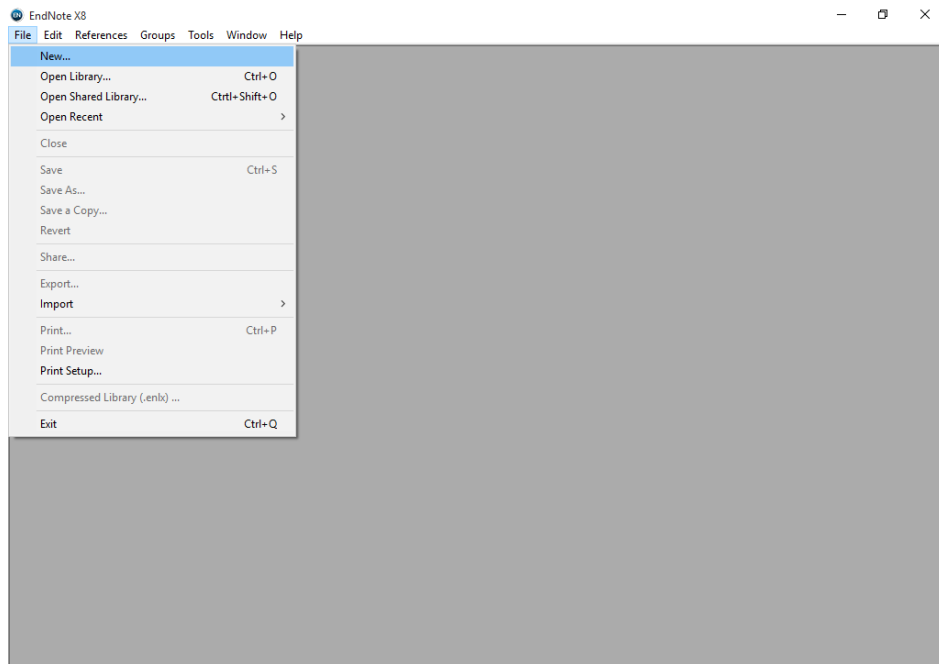 EndNote X8
File Edit References Groups Tools Window Help
New...
Open Library... Ctrl+O
Open Shared Library... Ctrtl+Shift+O
Open Recent
Close
Save Ctrl+S
Save As...
Save a Copy...
Revert
Share...
Export...
Import
Print... Ctrl+P
Print Preview
Print Setup...
Compressed Library (.enlx) ...
Exit Ctrl+Q